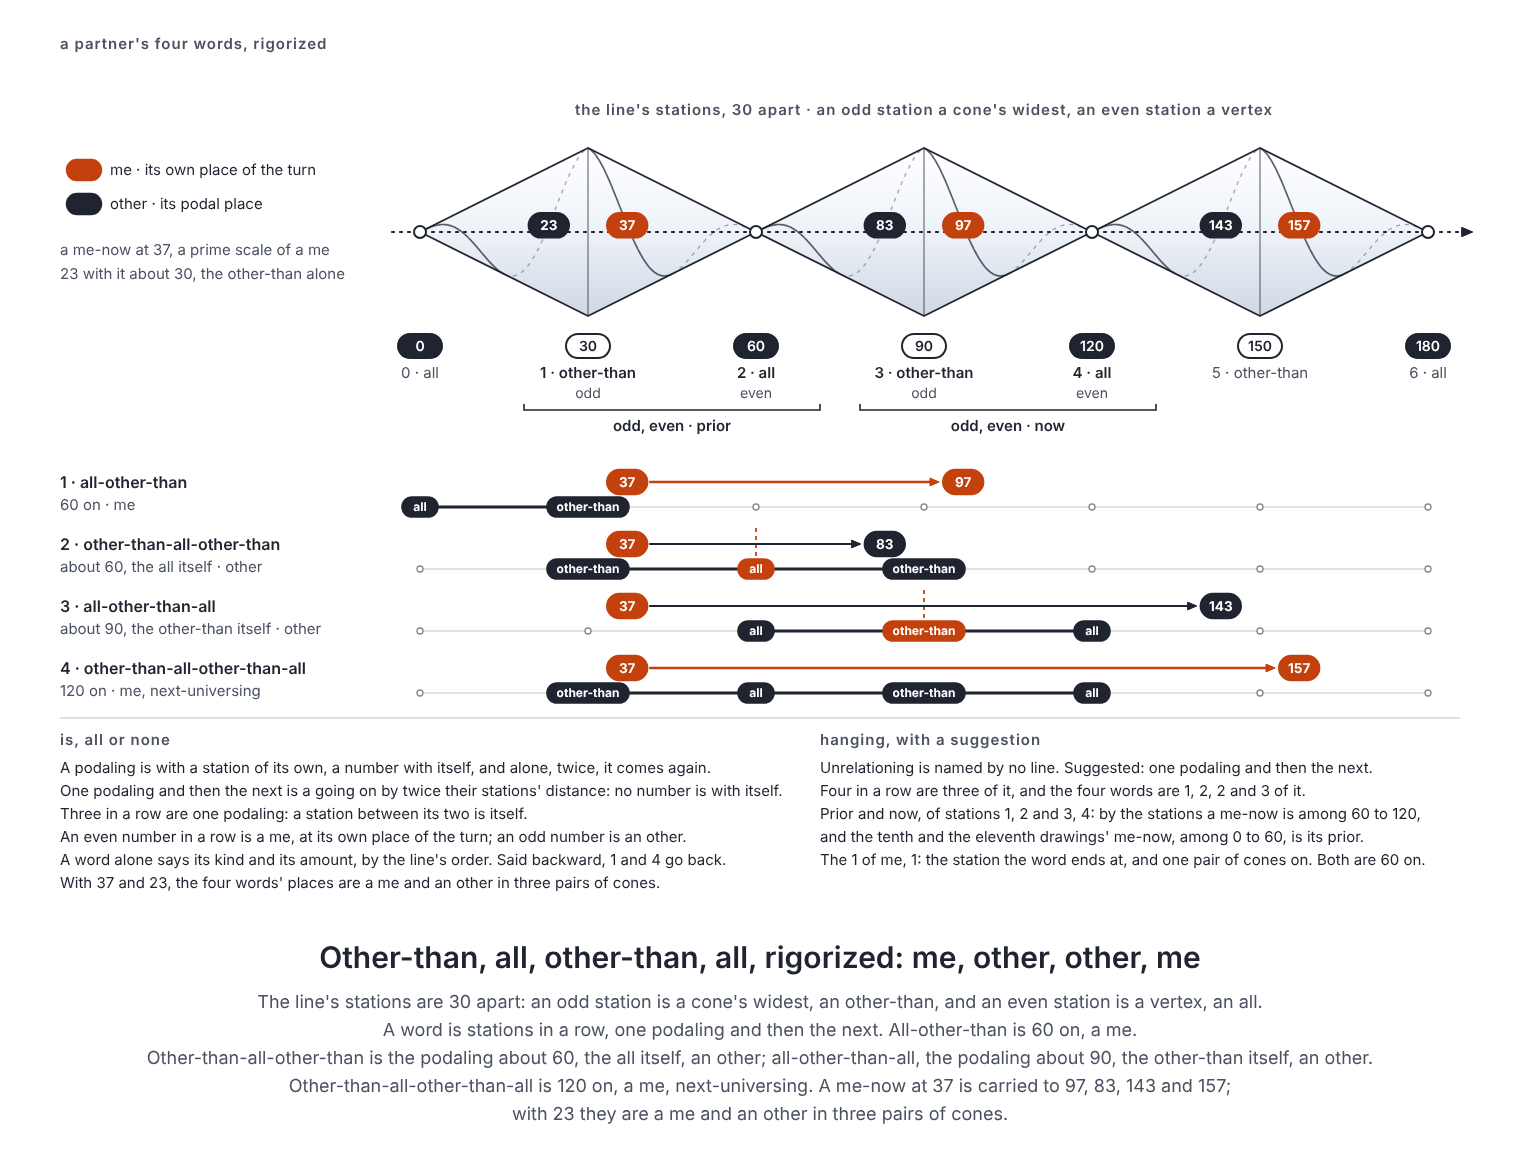 a partner's four words, rigorized
the line's stations, 30 apart · an odd station a cone's widest, an even station a vertex
me · its own place of the turn
other · its podal place
a me-now at 37, a prime scale of a me
23 with it about 30, the other-than alone
23 37 83 97 143 157
0 30 60 90 120 150 180
0 · all 1 · other-than 2 · all 3 · other-than 4 · all 5 · other-than 6 · all
odd even odd even
odd, even · prior odd, even · now
1 · all-other-than 37 97
60 on · me all other-than
2 · other-than-all-other-than 37 83
about 60, the all itself · other other-than all other-than
3 · all-other-than-all 37 143
about 90, the other-than itself · other all other-than all
4 · other-than-all-other-than-all 37 157
120 on · me, next-universing other-than all other-than all
is, all or none
A podaling is with a station of its own, a number with itself, and alone, twice, it comes again.
One podaling and then the next is a going on by twice their stations' distance: no number is with itself.
Three in a row are one podaling: a station between its two is itself.
An even number in a row is a me, at its own place of the turn; an odd number is an other.
A word alone says its kind and its amount, by the line's order. Said backward, 1 and 4 go back.
With 37 and 23, the four words' places are a me and an other in three pairs of cones.
hanging, with a suggestion
Unrelationing is named by no line. Suggested: one podaling and then the next.
Four in a row are three of it, and the four words are 1, 2, 2 and 3 of it.
Prior and now, of stations 1, 2 and 3, 4: by the stations a me-now is among 60 to 120,
and the tenth and the eleventh drawings' me-now, among 0 to 60, is its prior.
The 1 of me, 1: the station the word ends at, and one pair of cones on. Both are 60 on.
Other-than, all, other-than, all, rigorized: me, other, other, me
The line's stations are 30 apart: an odd station is a cone's widest, an other-than, and an even station is a vertex, an all.
A word is stations in a row, one podaling and then the next. All-other-than is 60 on, a me.
Other-than-all-other-than is the podaling about 60, the all itself, an other; all-other-than-all, the podaling about 90, the other-than itself, an other.
Other-than-all-other-than-all is 120 on, a me, next-universing. A me-now at 37 is carried to 97, 83, 143 and 157;
with 23 they are a me and an other in three pairs of cones.